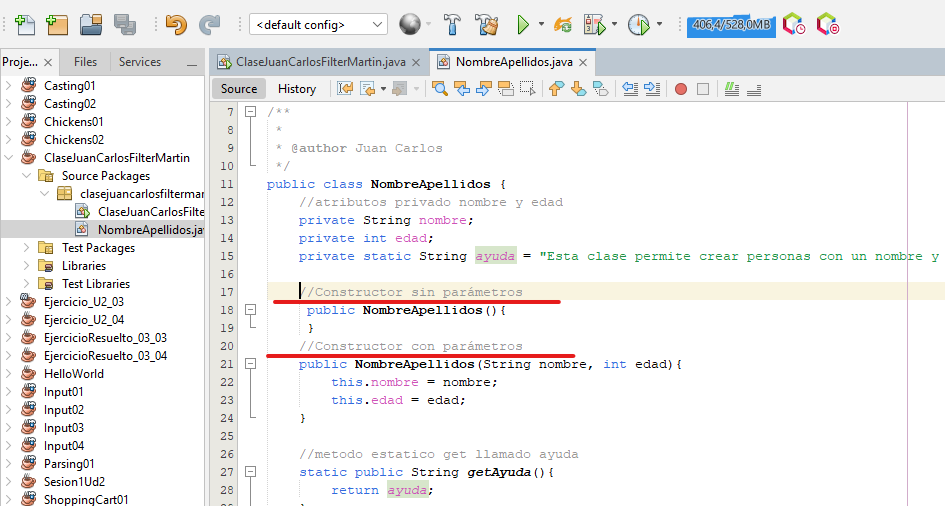 <default config>
406,4/528,0MB
Proje...
Files
Services
ClaseJuanCarlosFilterMartin.java
NombreApellidos.java
Source
History
Casting01
Casting02
Chickens01
Chickens02
ClaseJuanCarlosFilterMartin
Source Packages
clasejuancarlosfiltermar
ClaseJuanCarlosFilte
NombreApellidos.jav
Test Packages
Libraries
Test Libraries
Ejercicio_U2_03
Ejercicio_U2_04
EjercicioResuelto_03_03
EjercicioResuelto_03_04
HelloWorld
Input01
Input02
Input03
Input04
Parsing01
Sesion1Ud2
ShoppingCart01
7 /**
8 *
9 * @author Juan Carlos
10 */
11 public class NombreApellidos {
12 //atributos privado nombre y edad
13 private String nombre;
14 private int edad;
15 private static String ayuda = "Esta clase permite crear personas con un nombre y
16
17 //Constructor sin parámetros
18 public NombreApellidos(){
19 }
20 //Constructor con parámetros
21 public NombreApellidos(String nombre, int edad){
22 this.nombre = nombre;
23 this.edad = edad;
24 }
25
26 //metodo estatico get llamado ayuda
27 static public String getAyuda(){
28 return ayuda;